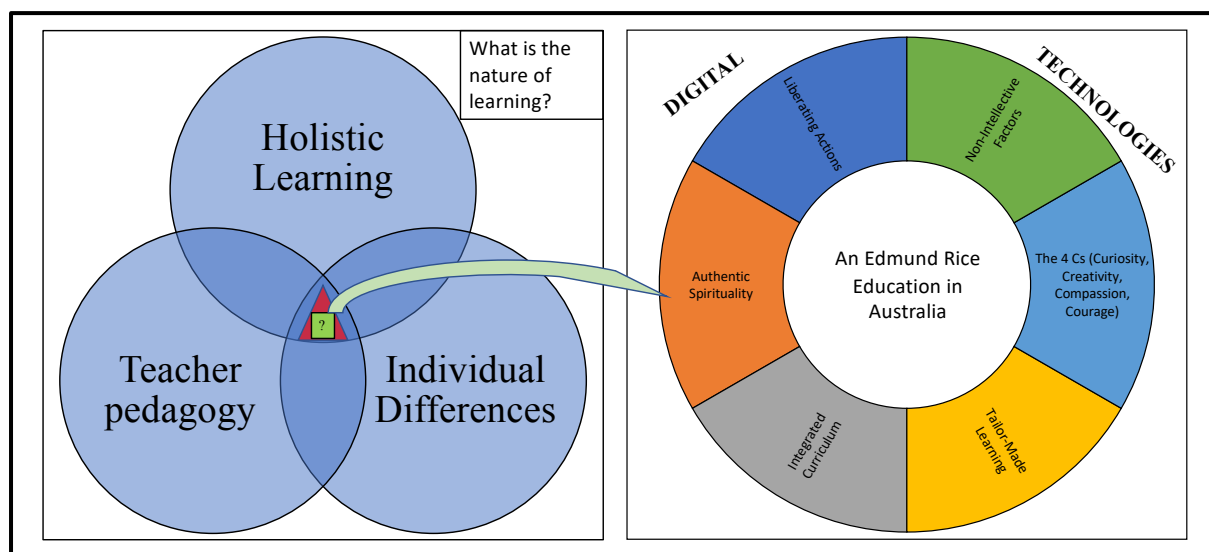 What is the
nature of
learning?
Holistic
Learning
Teacher
pedagogy
Individual
Differences
?
DIGITAL
TECHNOLOGIES
Liberating Actions
Non-Intellective
Factors
Authentic
Spirituality
An Edmund Rice
Education in
Australia
The 4 Cs (Curiosity,
Creativity,
Compassion,
Courage)
Integrated
Curriculum
Tailor-Made
Learning